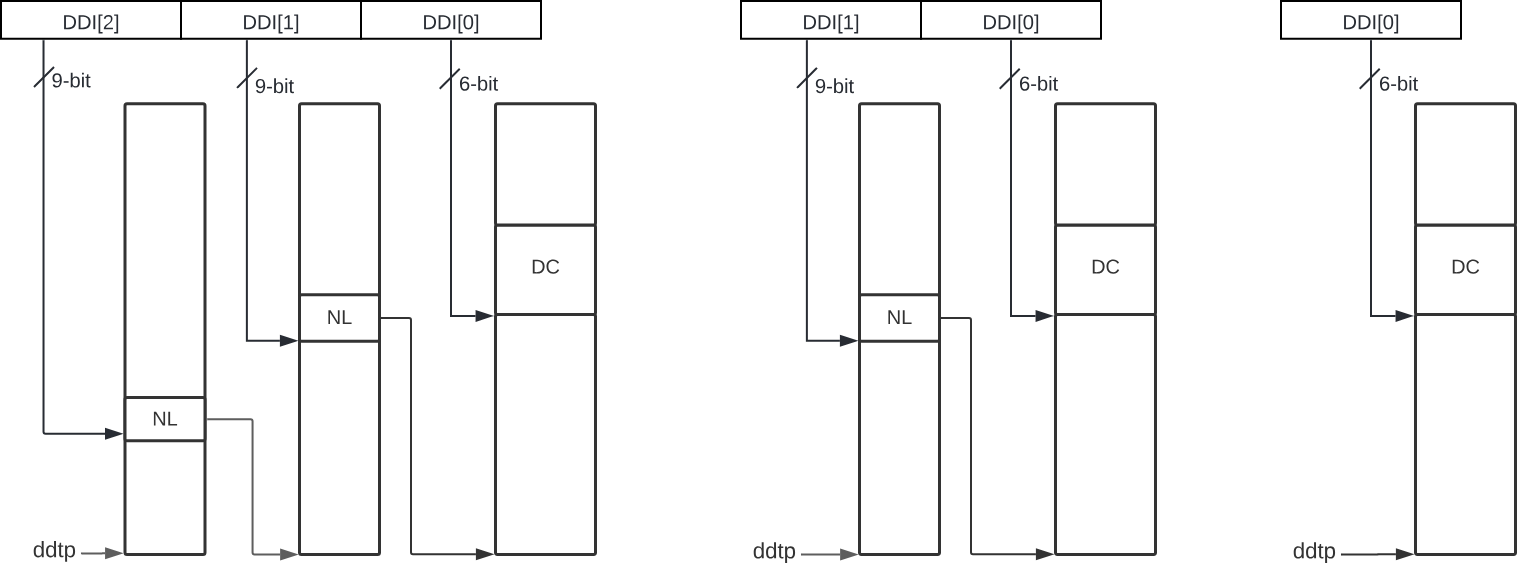 DDI[2] DDI[1] DDI[0] DDI[1] DDI[0] DDI[0]
9-bit 9-bit 6-bit 9-bit 6-bit 6-bit
DC DC DC
NL NL
NL
ddtp ddtp ddtp